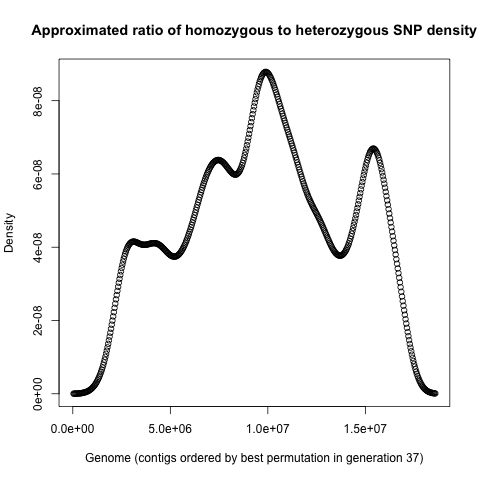 Approximated ratio of homozygous to heterozygous SNP density
Density
8e-08
6e-08
4e-08
2e-08
0e+00
0.0e+00 5.0e+06 1.0e+07 1.5e+07
Genome (contigs ordered by best permutation in generation 37)